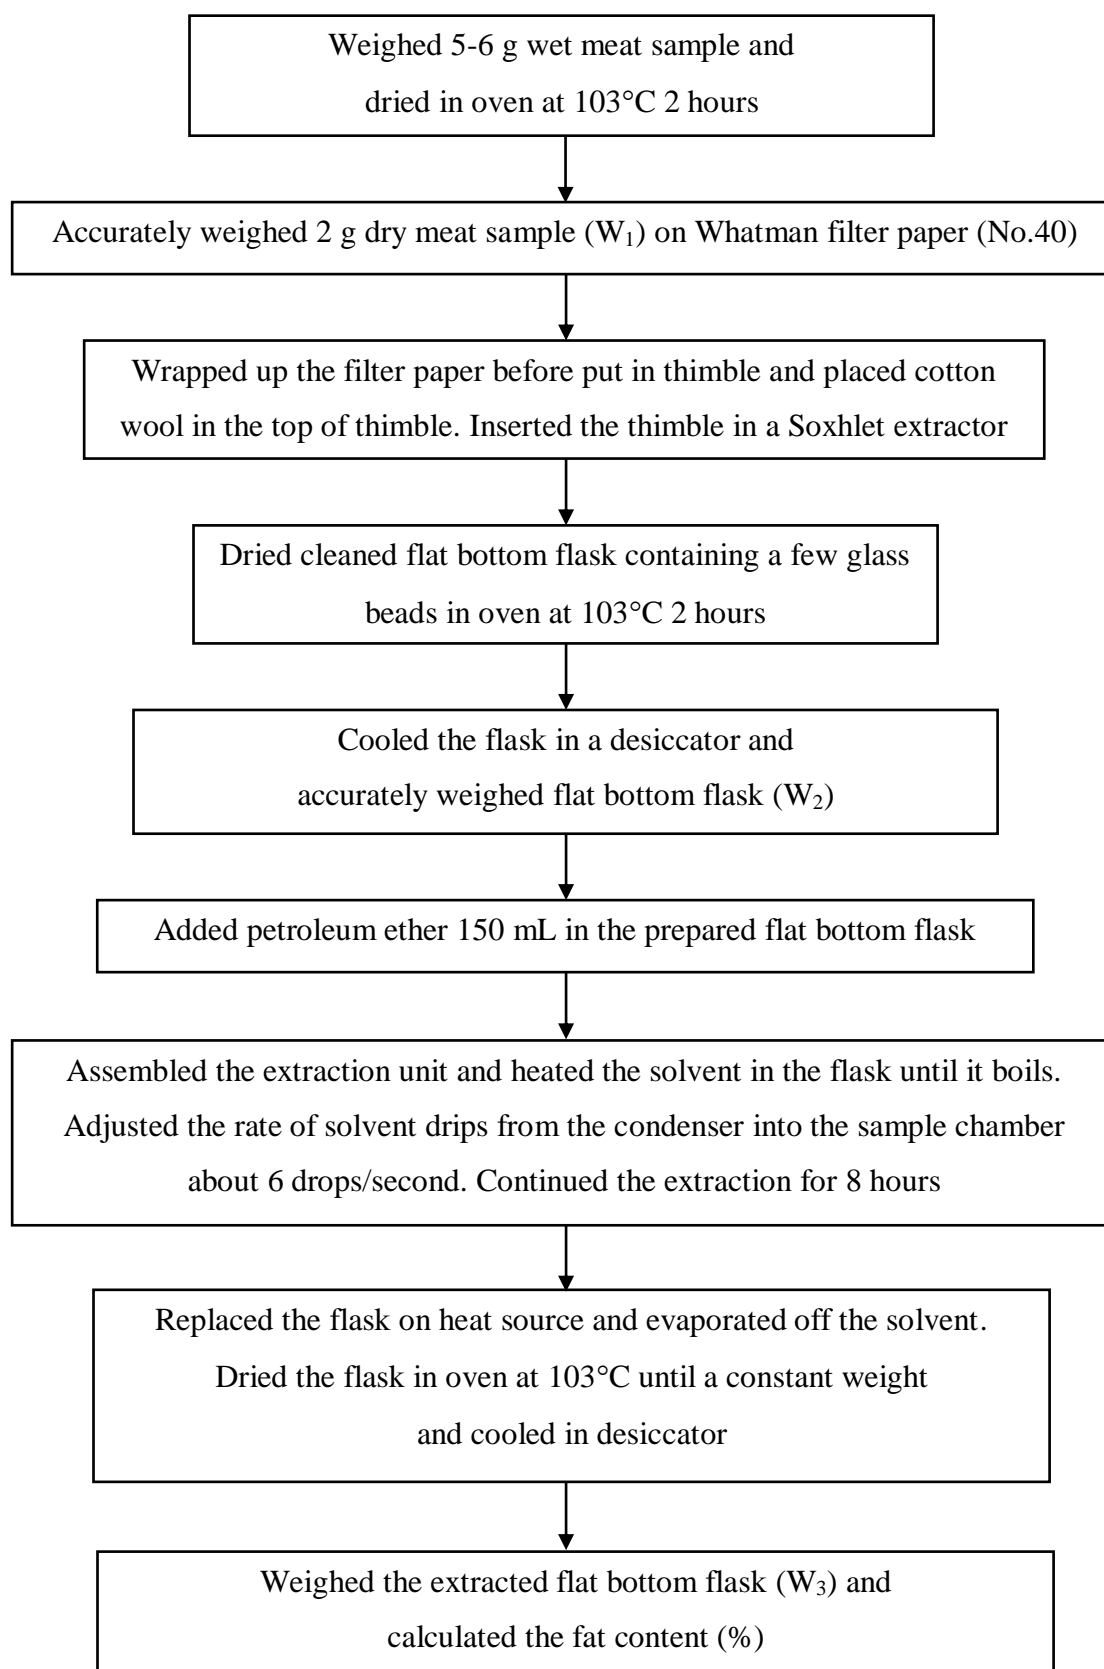 Weighed 5-6 g wet meat sample and
dried in oven at 103°C 2 hours
Accurately weighed 2 g dry meat sample (W₁) on Whatman filter paper (No.40)
Wrapped up the filter paper before put in thimble and placed cotton
wool in the top of thimble. Inserted the thimble in a Soxhlet extractor
Dried cleaned flat bottom flask containing a few glass
beads in oven at 103°C 2 hours
Cooled the flask in a desiccator and
accurately weighed flat bottom flask (W₂)
Added petroleum ether 150 mL in the prepared flat bottom flask
Assembled the extraction unit and heated the solvent in the flask until it boils.
Adjusted the rate of solvent drips from the condenser into the sample chamber
about 6 drops/second. Continued the extraction for 8 hours
Replaced the flask on heat source and evaporated off the solvent.
Dried the flask in oven at 103°C until a constant weight
and cooled in desiccator
Weighed the extracted flat bottom flask (W₃) and
calculated the fat content (%)